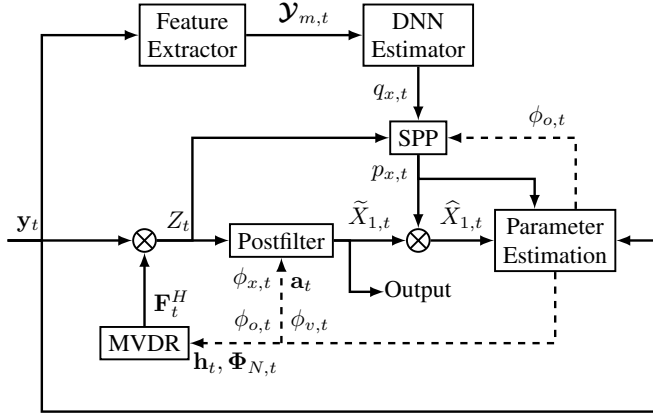 𝓨_{m,t}
Feature
Extractor
DNN
Estimator
q_{x,t}
SPP
ϕ_{o,t}
p_{x,t}
y_t
Z_t
Postfilter
X̃_{1,t}
X̂_{1,t}
Parameter
Estimation
ϕ_{x,t} a_t
Output
F_t^H
ϕ_{o,t} ϕ_{v,t}
MVDR
h_t, Φ_{N,t}